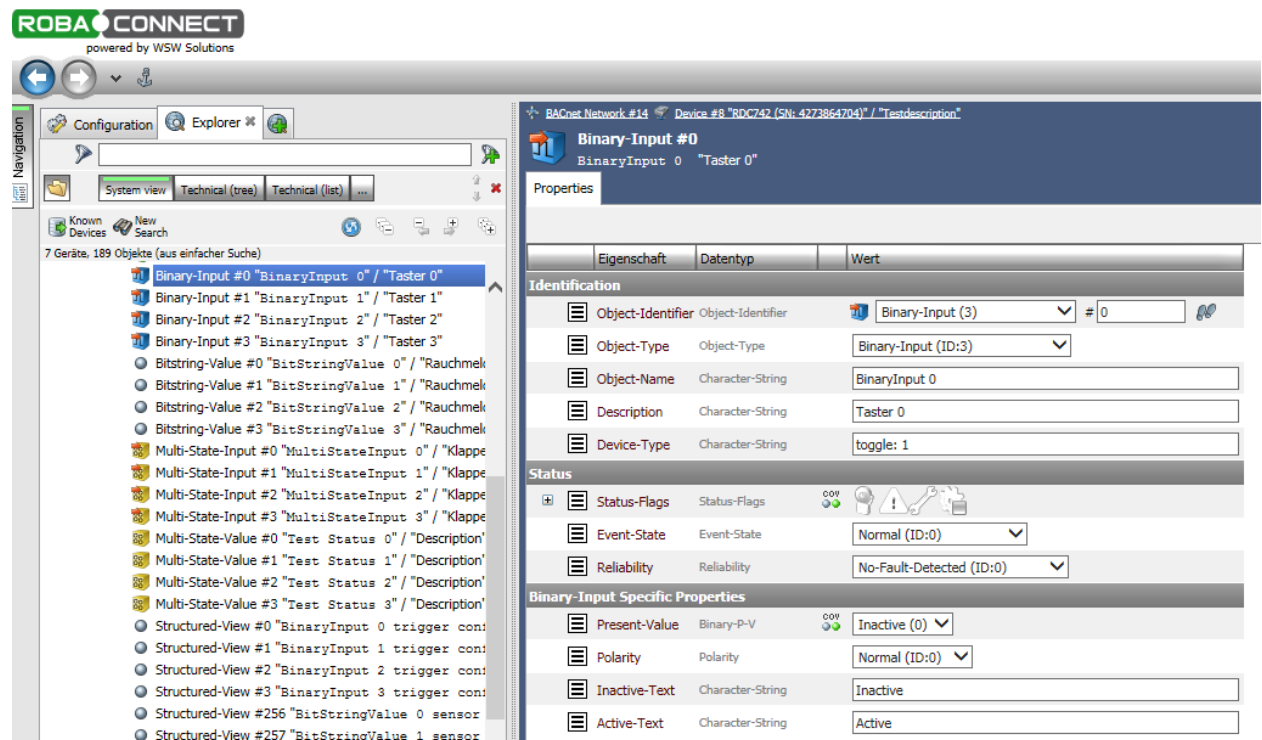 ROBA CONNECT
powered by WSW Solutions
Navigation
Configuration Explorer
System view Technical (tree) Technical (list) ...
Known Devices New Search
7 Geräte, 189 Objekte (aus einfacher Suche)
Binary-Input #0 "BinaryInput 0" / "Taster 0"
Binary-Input #1 "BinaryInput 1" / "Taster 1"
Binary-Input #2 "BinaryInput 2" / "Taster 2"
Binary-Input #3 "BinaryInput 3" / "Taster 3"
Bitstring-Value #0 "BitStringValue 0" / "Rauchmeld
Bitstring-Value #1 "BitStringValue 1" / "Rauchmeld
Bitstring-Value #2 "BitStringValue 2" / "Rauchmeld
Bitstring-Value #3 "BitStringValue 3" / "Rauchmeld
Multi-State-Input #0 "MultiStateInput 0" / "Klappe
Multi-State-Input #1 "MultiStateInput 1" / "Klappe
Multi-State-Input #2 "MultiStateInput 2" / "Klappe
Multi-State-Input #3 "MultiStateInput 3" / "Klappe
Multi-State-Value #0 "Test Status 0" / "Description"
Multi-State-Value #1 "Test Status 1" / "Description"
Multi-State-Value #2 "Test Status 2" / "Description"
Multi-State-Value #3 "Test Status 3" / "Description"
Structured-View #0 "BinaryInput 0 trigger conf
Structured-View #1 "BinaryInput 1 trigger conf
Structured-View #2 "BinaryInput 2 trigger conf
Structured-View #3 "BinaryInput 3 trigger conf
Structured-View #256 "BitStringValue 0 sensor
Structured-View #257 "BitStringValue 1 sensor
BACnet Network #14 Device #8 "RDC742 (SN: 4273864704)" / "Testdescription"
Binary-Input #0
BinaryInput 0 "Taster 0"
Properties
Eigenschaft Datentyp Wert
Identification
Object-Identifier Object-Identifier Binary-Input (3) # 0
Object-Type Object-Type Binary-Input (ID:3)
Object-Name Character-String BinaryInput 0
Description Character-String Taster 0
Device-Type Character-String toggle: 1
Status
Status-Flags Status-Flags COV
Event-State Event-State Normal (ID:0)
Reliability Reliability No-Fault-Detected (ID:0)
Binary-Input Specific Properties
Present-Value Binary-P-V COV Inactive (0)
Polarity Polarity Normal (ID:0)
Inactive-Text Character-String Inactive
Active-Text Character-String Active